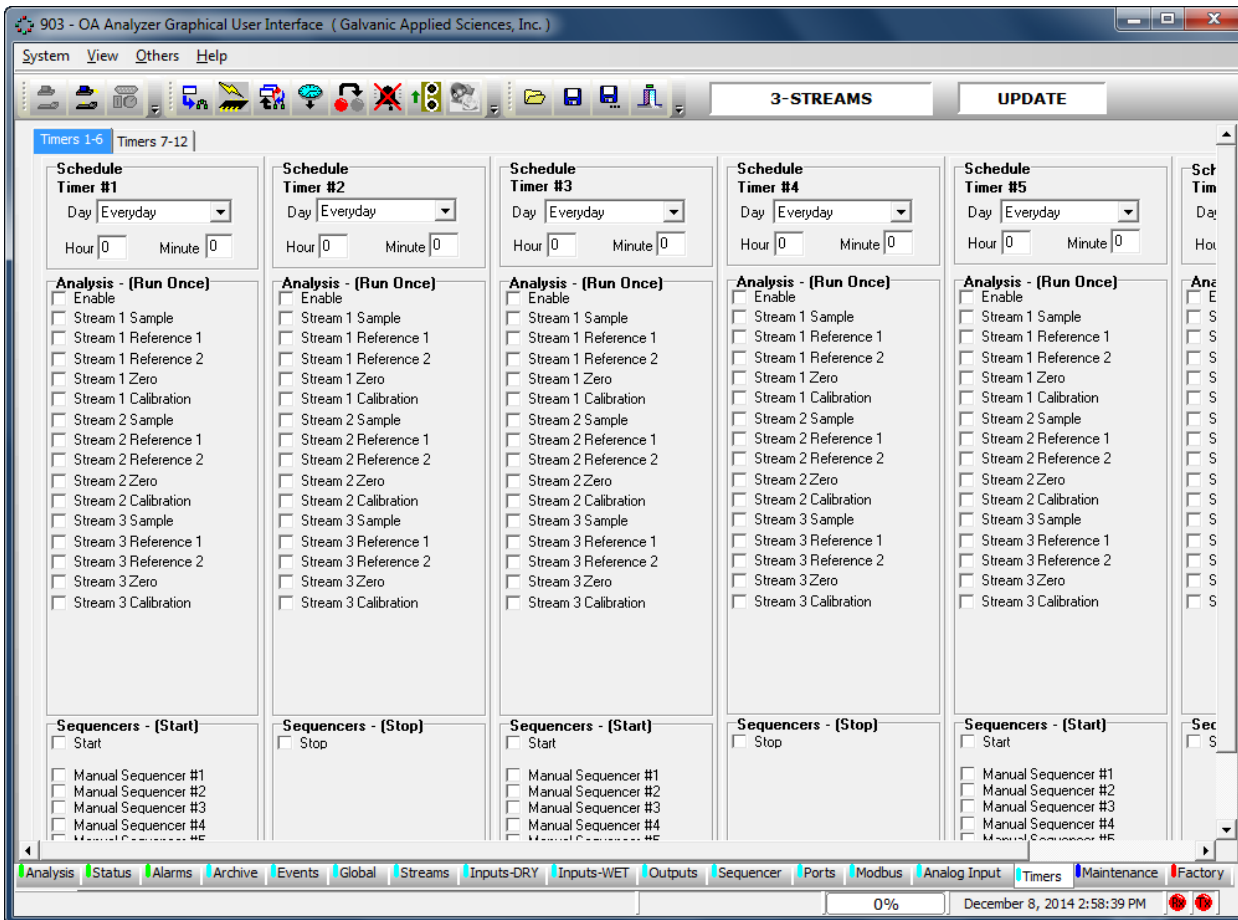 903 - OA Analyzer Graphical User Interface ( Galvanic Applied Sciences, Inc. )
System View Others Help
3-STREAMS UPDATE
Timers 1-6 Timers 7-12
Schedule Schedule Schedule Schedule Schedule
Timer #1 Timer #2 Timer #3 Timer #4 Timer #5
Day Everyday Day Everyday Day Everyday Day Everyday Day Everyday
Hour 0 Minute 0 Hour 0 Minute 0 Hour 0 Minute 0 Hour 0 Minute 0 Hour 0 Minute 0
Analysis - (Run Once) Analysis - (Run Once) Analysis - (Run Once) Analysis - (Run Once) Analysis - (Run Once)
Enable Enable Enable Enable Enable
Stream 1 Sample Stream 1 Sample Stream 1 Sample Stream 1 Sample Stream 1 Sample
Stream 1 Reference 1 Stream 1 Reference 1 Stream 1 Reference 1 Stream 1 Reference 1 Stream 1 Reference 1
Stream 1 Reference 2 Stream 1 Reference 2 Stream 1 Reference 2 Stream 1 Reference 2 Stream 1 Reference 2
Stream 1 Zero Stream 1 Zero Stream 1 Zero Stream 1 Zero Stream 1 Zero
Stream 1 Calibration Stream 1 Calibration Stream 1 Calibration Stream 1 Calibration Stream 1 Calibration
Stream 2 Sample Stream 2 Sample Stream 2 Sample Stream 2 Sample Stream 2 Sample
Stream 2 Reference 1 Stream 2 Reference 1 Stream 2 Reference 1 Stream 2 Reference 1 Stream 2 Reference 1
Stream 2 Reference 2 Stream 2 Reference 2 Stream 2 Reference 2 Stream 2 Reference 2 Stream 2 Reference 2
Stream 2 Zero Stream 2 Zero Stream 2 Zero Stream 2 Zero Stream 2 Zero
Stream 2 Calibration Stream 2 Calibration Stream 2 Calibration Stream 2 Calibration Stream 2 Calibration
Stream 3 Sample Stream 3 Sample Stream 3 Sample Stream 3 Sample Stream 3 Sample
Stream 3 Reference 1 Stream 3 Reference 1 Stream 3 Reference 1 Stream 3 Reference 1 Stream 3 Reference 1
Stream 3 Reference 2 Stream 3 Reference 2 Stream 3 Reference 2 Stream 3 Reference 2 Stream 3 Reference 2
Stream 3 Zero Stream 3 Zero Stream 3 Zero Stream 3 Zero Stream 3 Zero
Stream 3 Calibration Stream 3 Calibration Stream 3 Calibration Stream 3 Calibration Stream 3 Calibration
Sequencers - (Start) Sequencers - (Stop) Sequencers - (Start) Sequencers - (Stop) Sequencers - (Start)
Start Stop Start Stop Start
Manual Sequencer #1 Manual Sequencer #1 Manual Sequencer #1
Manual Sequencer #2 Manual Sequencer #2 Manual Sequencer #2
Manual Sequencer #3 Manual Sequencer #3 Manual Sequencer #3
Manual Sequencer #4 Manual Sequencer #4 Manual Sequencer #4
Analysis Status Alarms Archive Events Global Streams Inputs-DRY Inputs-WET Outputs Sequencer Ports Modbus Analog Input Timers Maintenance Factory
0% December 8, 2014 2:58:39 PM Rx Tx